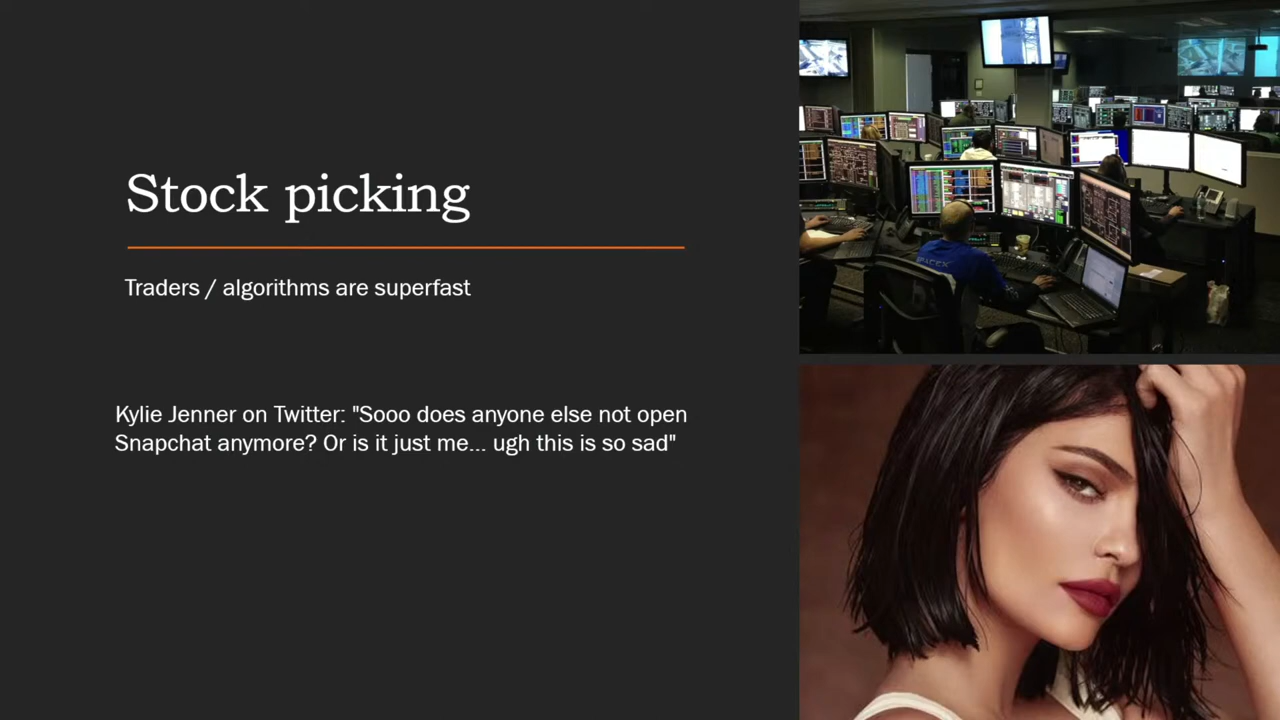 Stock picking
Traders / algorithms are superfast
Kylie Jenner on Twitter: "Sooo does anyone else not open
Snapchat anymore? Or is it just me... ugh this is so sad"
SPACEX